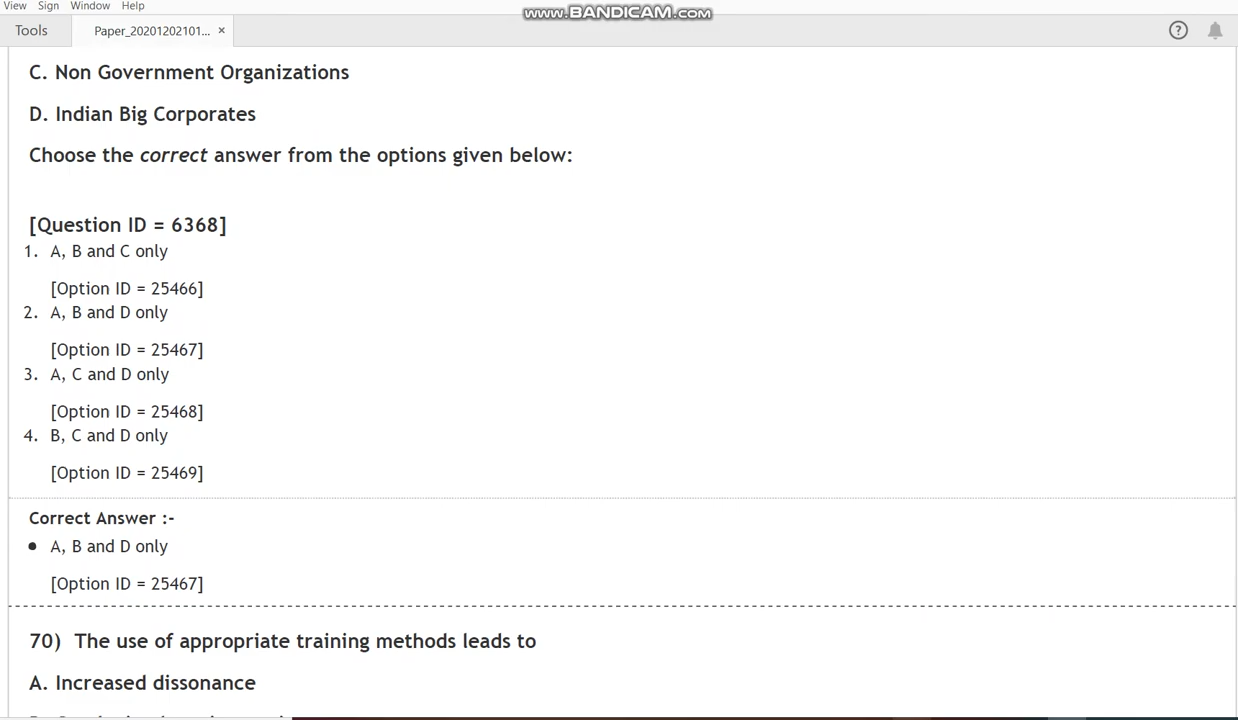 View Sign Window Help
www.BANDICAM.com
Tools Paper_20201202101... ×
C. Non Government Organizations
D. Indian Big Corporates
Choose the correct answer from the options given below:
[Question ID = 6368]
1. A, B and C only
[Option ID = 25466]
2. A, B and D only
[Option ID = 25467]
3. A, C and D only
[Option ID = 25468]
4. B, C and D only
[Option ID = 25469]
Correct Answer :-
• A, B and D only
[Option ID = 25467]
70) The use of appropriate training methods leads to
A. Increased dissonance